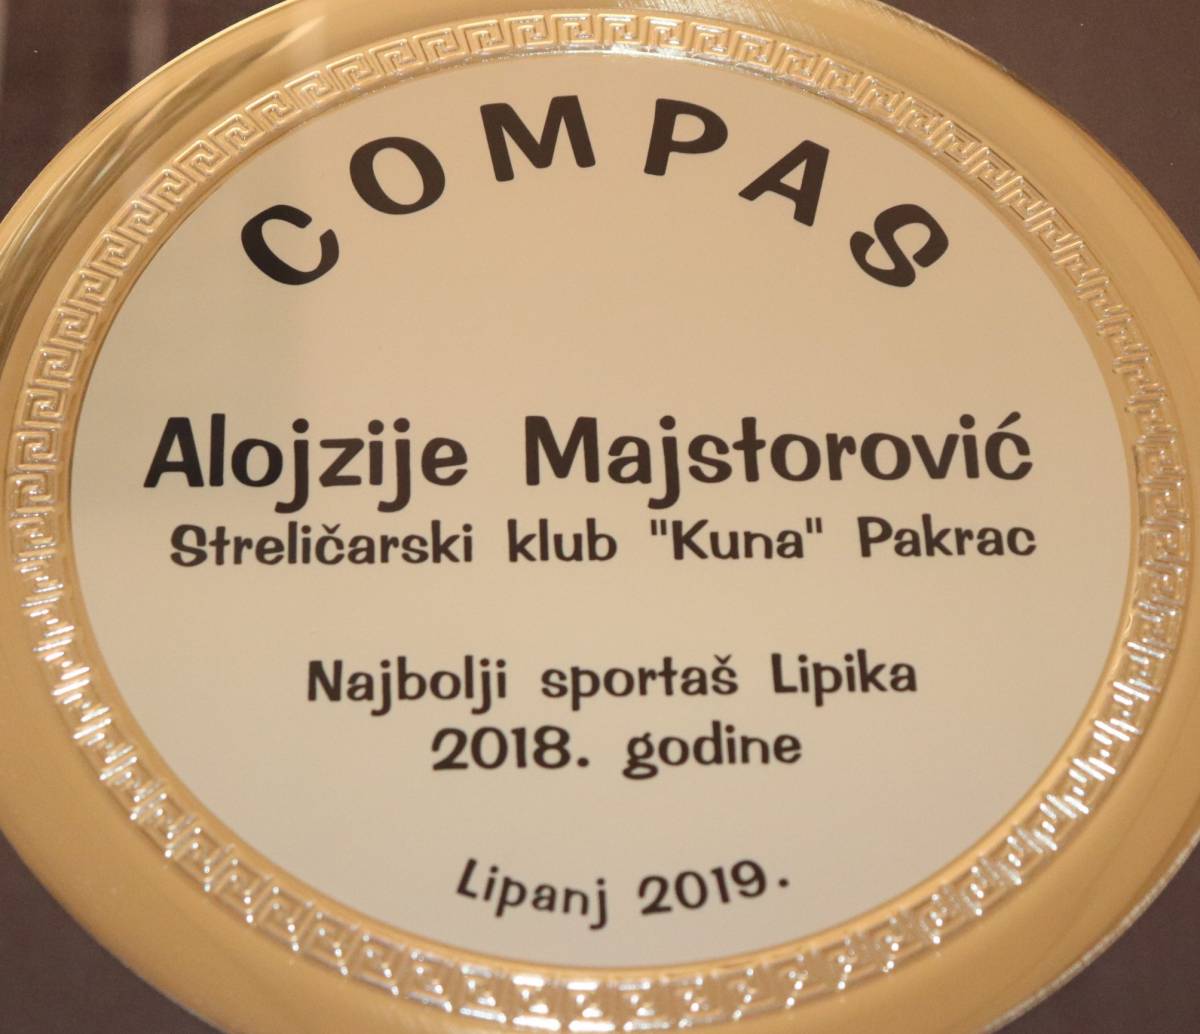 COMPAS
Alojzije Majstorović
Streličarski klub "Kuna" Pakrac
Najbolji sportaš Lipika
2018. godine
Lipanj 2019.